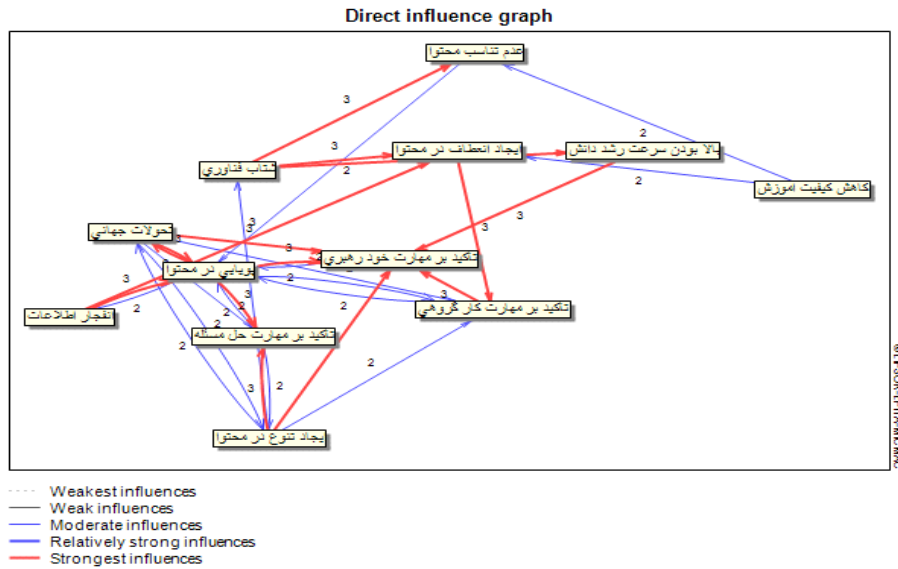 Direct influence graph
عدم تناسب محتوا
3
3
2
ايجاد انعطاف در محتوا
بالا بودن سرعت رشد دانش
شتاب فناوري
2
2
کاهش کيفيت اموزش
3
3
3
تحولات جهاني
3
3
تاکيد بر مهارت خود رهبري
پويايي در محتوا
3
2
2
3
2
3
انفجار اطلاعات
2
2
2
تاکيد بر مهارت کار گروهي
تاکيد بر مهارت حل مسئله
2
3
2
2
ايجاد تنوع در محتوا
Weakest influences
Weak influences
Moderate influences
Relatively strong influences
Strongest influences